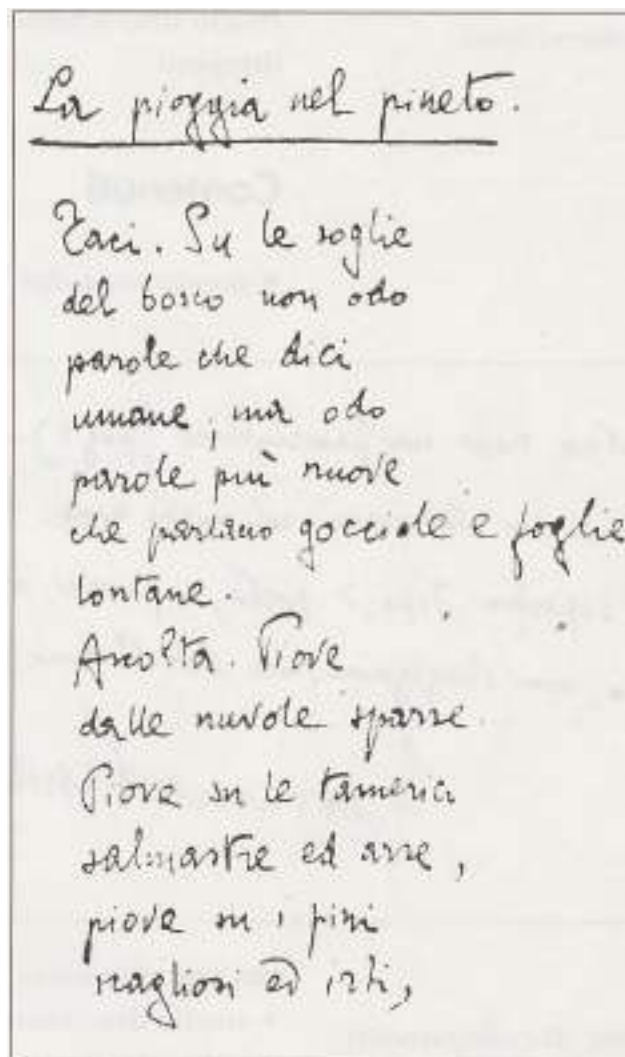 La pioggia nel pineto.
Taci. Su le soglie
del bosco non odo
parole che dici
umane; ma odo
parole più nuove
che parlano gocciole e foglie
lontane.
Ascolta. Piove
dalle nuvole sparse.
Piove su le tamerici
salmastre ed arse,
piove su i pini
scagliosi ed irti,